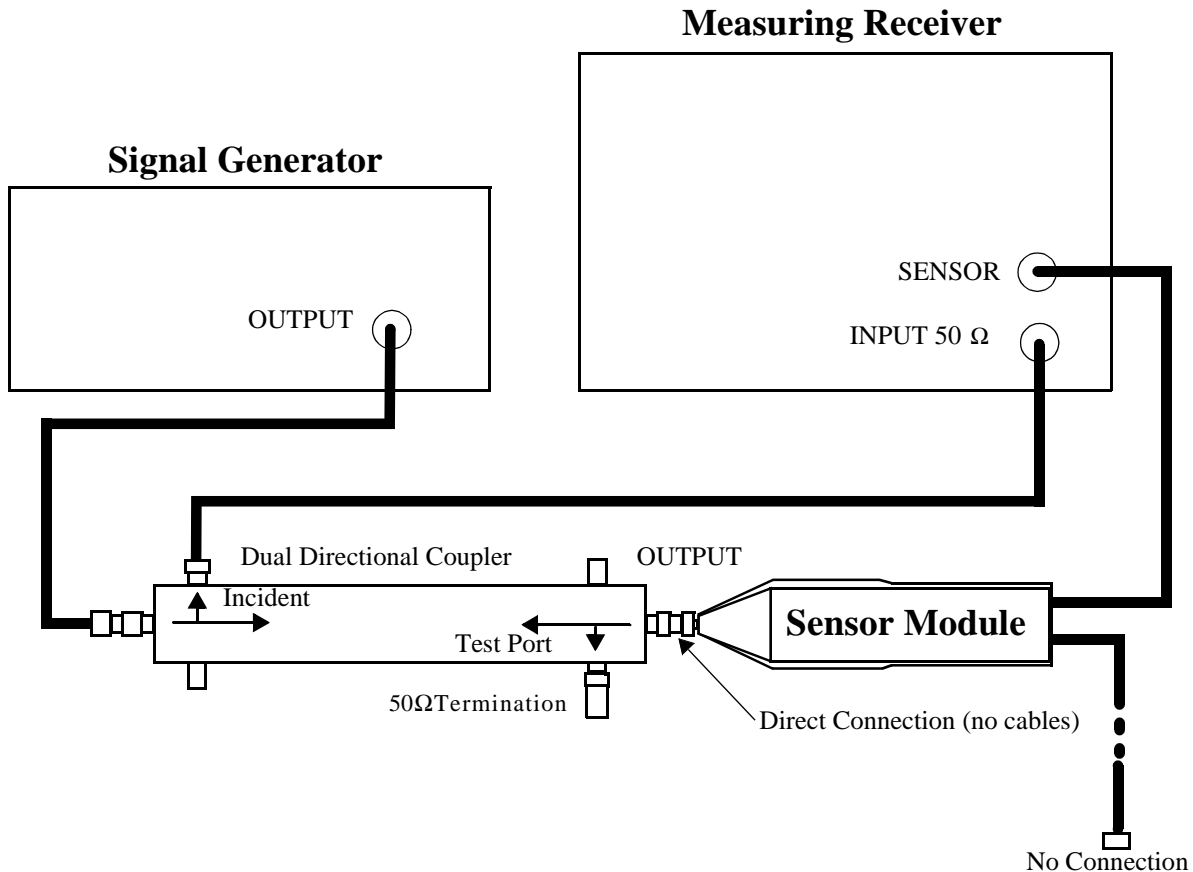 Measuring Receiver
Signal Generator
SENSOR
OUTPUT
INPUT 50 Ω
Dual Directional Coupler
OUTPUT
Incident
Sensor Module
Test Port
50ΩTermination
Direct Connection (no cables)
No Connection